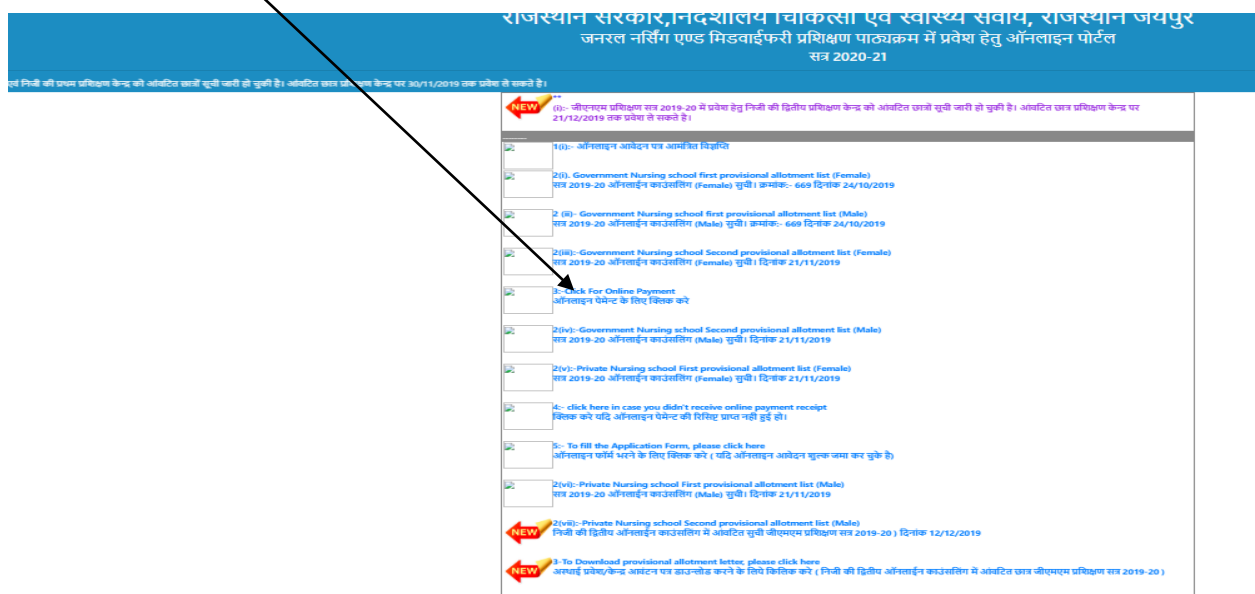 राजस्थान सरकार,निदेशालय चिकित्सा एवं स्वास्थ्य सेवायें, राजस्थान जयपुर
जनरल नर्सिंग एण्ड मिडवाईफरी प्रशिक्षण पाठ्यक्रम में प्रवेश हेतु ऑनलाइन पोर्टल
सत्र 2020-21
एवं निजी की प्रथम प्रशिक्षण केन्द्र को आंवटित छात्रों सूची जारी हो चुकी है। आंवटित छात्र प्रशिक्षण केन्द्र पर 30/11/2019 तक प्रवेश ले सकते है।
NEW **
(i):- जीएनएम प्रशिक्षण सत्र 2019-20 में प्रवेश हेतु निजी की द्वितीय प्रशिक्षण केन्द्र को आंवटित छात्रों सूची जारी हो चुकी है। आंवटित छात्र प्रशिक्षण केन्द्र पर
21/12/2019 तक प्रवेश ले सकते है।
1(i):- ऑनलाइन आवेदन पत्र आमंत्रित विज्ञप्ति
2(i). Government Nursing school first provisional allotment list (Female)
सत्र 2019-20 ऑनलाईन काउंसलिंग (Female) सुची। क्रमांक:- 669 दिनांक 24/10/2019
2 (ii)- Government Nursing school first provisional allotment list (Male)
सत्र 2019-20 ऑनलाईन काउंसलिंग (Male) सुची। क्रमांक:- 669 दिनांक 24/10/2019
2(iii):-Government Nursing school Second provisional allotment list (Female)
सत्र 2019-20 ऑनलाईन काउंसलिंग (Female) सुची। दिनांक 21/11/2019
3:-Click For Online Payment
ऑनलाइन पेमेन्ट के लिए क्लिक करे
2(iv):-Government Nursing school Second provisional allotment list (Male)
सत्र 2019-20 ऑनलाईन काउंसलिंग (Male) सुची। दिनांक 21/11/2019
2(v):-Private Nursing school First provisional allotment list (Female)
सत्र 2019-20 ऑनलाईन काउंसलिंग (Female) सुची। दिनांक 21/11/2019
4:- click here in case you didn't receive online payment receipt
क्लिक करे यदि ऑनलाइन पेमेन्ट की रिसिप्ट प्राप्त नही हुई हो।
5:- To fill the Application Form, please click here
ऑनलाइन फॉर्म भरने के लिए क्लिक करे ( यदि ऑनलाइन आवेदन शुल्क जमा कर चुके है)
2(vi):-Private Nursing school First provisional allotment list (Male)
सत्र 2019-20 ऑनलाईन काउंसलिंग (Male) सुची। दिनांक 21/11/2019
NEW 2(vii):-Private Nursing school Second provisional allotment list (Male)
निजी की द्वितीय ऑनलाईन काउंसलिंग में आंवटित सुची जीएमएम प्रशिक्षण सत्र 2019-20 ) दिनांक 12/12/2019
NEW 3-To Download provisional allotment letter, please click here
अस्थाई प्रवेश/केन्द्र आवंटन पत्र डाउन्लोड करने के लिये किलिक करे ( निजी की द्वितीय ऑनलाईन काउंसलिंग में आंवटित छात्र जीएमएम प्रशिक्षण सत्र 2019-20 )